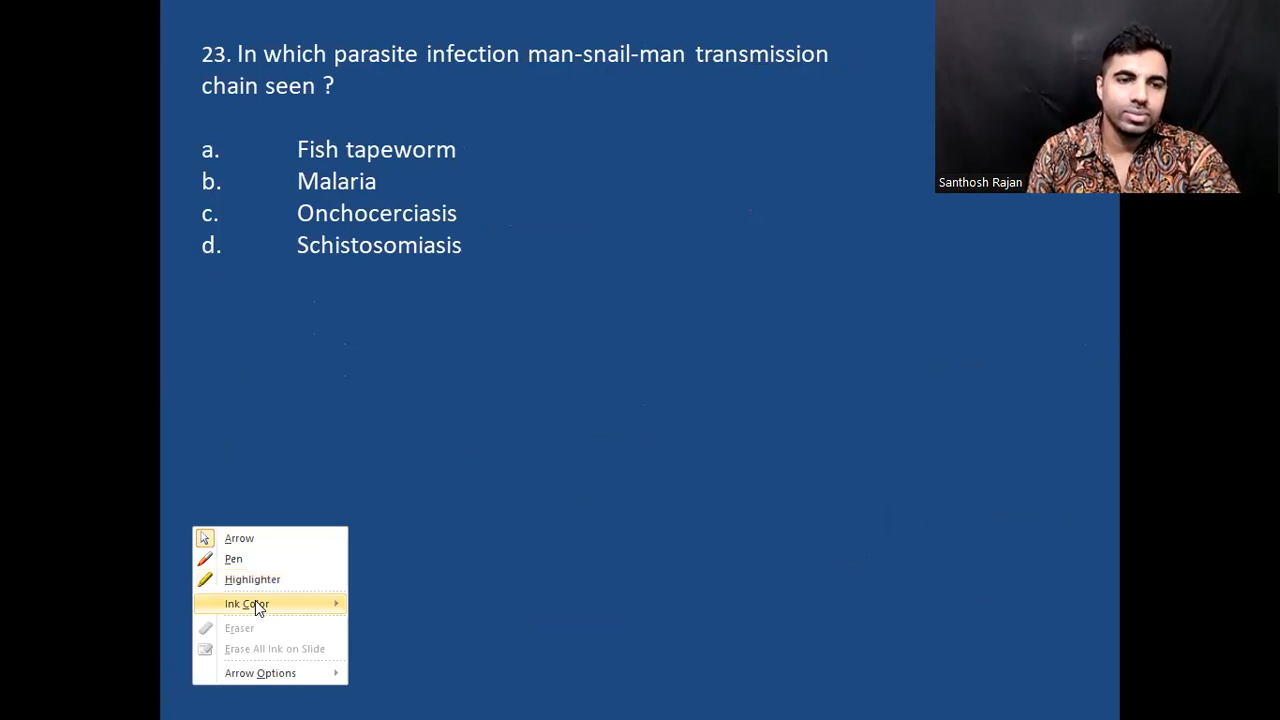 23. In which parasite infection man-snail-man transmission
chain seen ?
a. Fish tapeworm
b. Malaria
c. Onchocerciasis
d. Schistosomiasis
Santhosh Rajan
Arrow
Pen
Highlighter
Ink Color
Eraser
Erase All Ink on Slide
Arrow Options